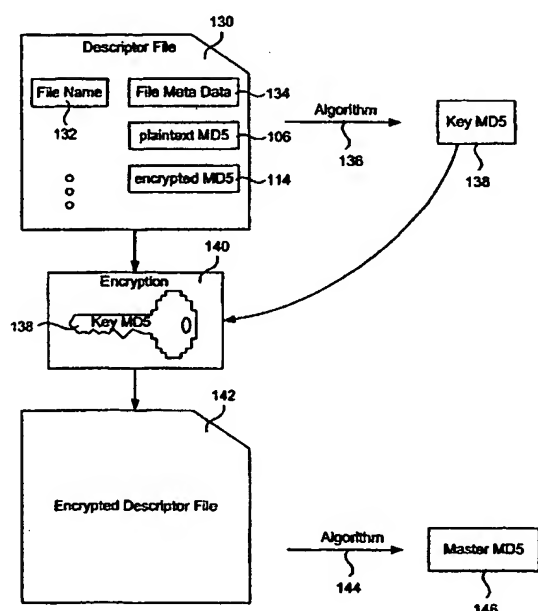 Descriptor File
130
File Name
132
File Meta Data
134
plaintext MD5
106
encrypted MD5
114
Algorithm
136
Key MD5
138
140
Encryption
138
Key MD5
142
Encrypted Descriptor File
Algorithm
144
Master MD5
146